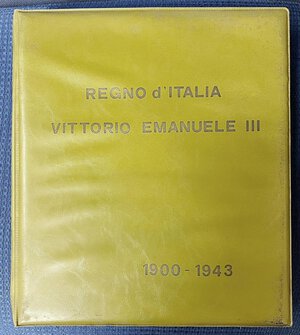 REGNO d'ITALIA
VITTORIO EMANUELE III
1900-1943